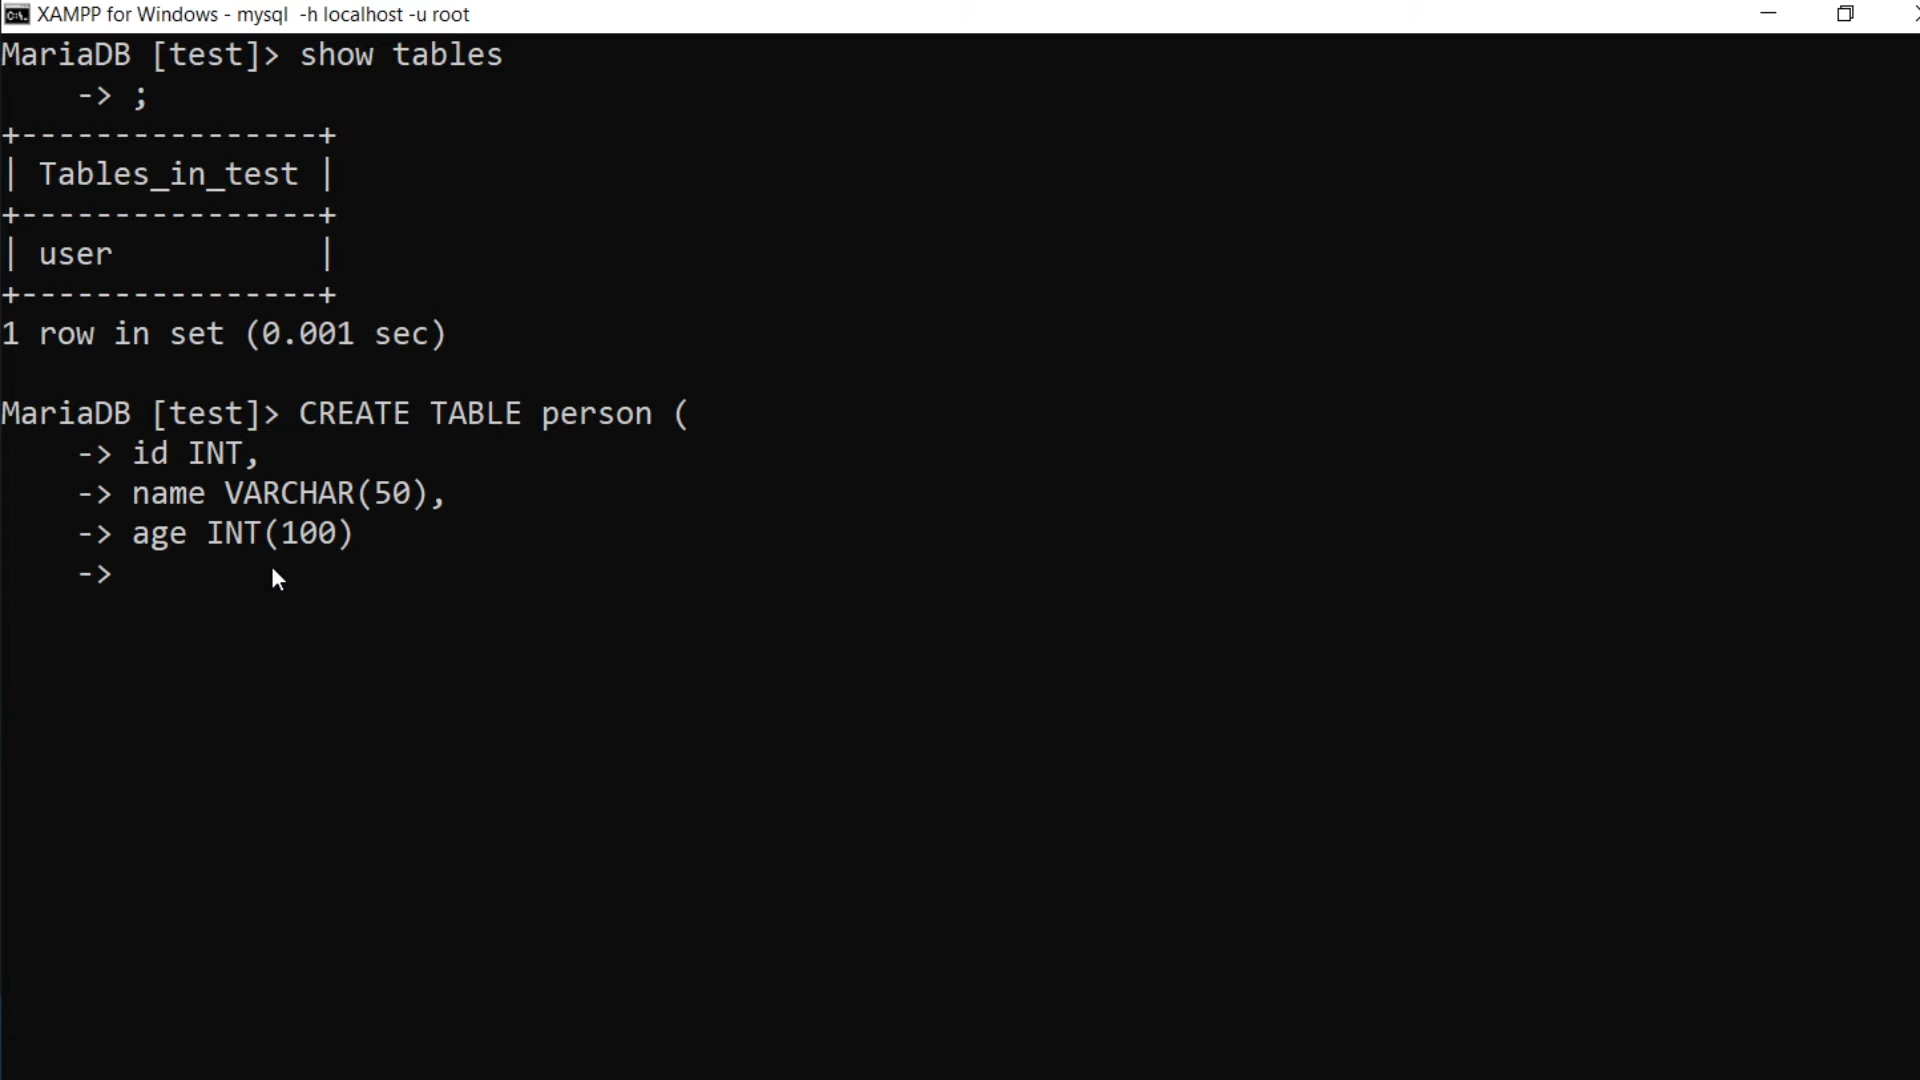 XAMPP for Windows - mysql -h localhost -u root
MariaDB [test]> show tables
    -> ;
+----------------+
| Tables_in_test |
+----------------+
| user           |
+----------------+
1 row in set (0.001 sec)

MariaDB [test]> CREATE TABLE person (
    -> id INT,
    -> name VARCHAR(50),
    -> age INT(100)
    ->